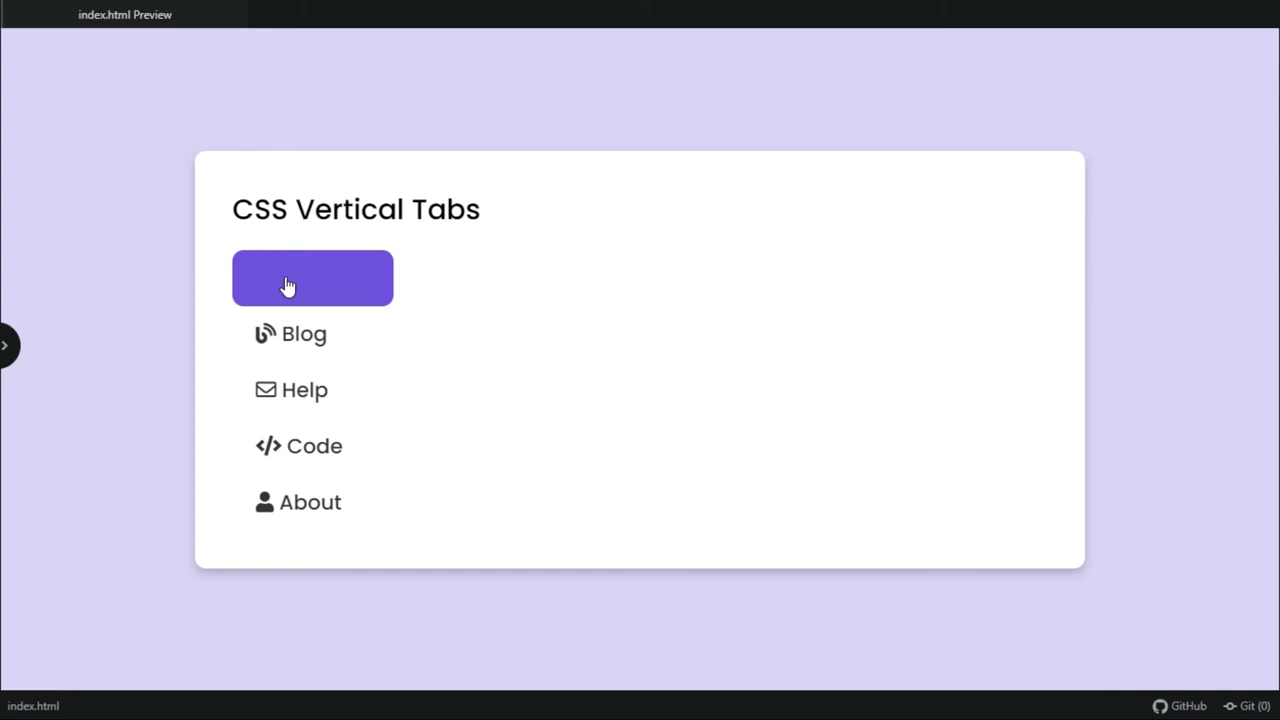 index.html Preview
CSS Vertical Tabs
Blog
Help
Code
About
index.html
GitHub
Git (0)